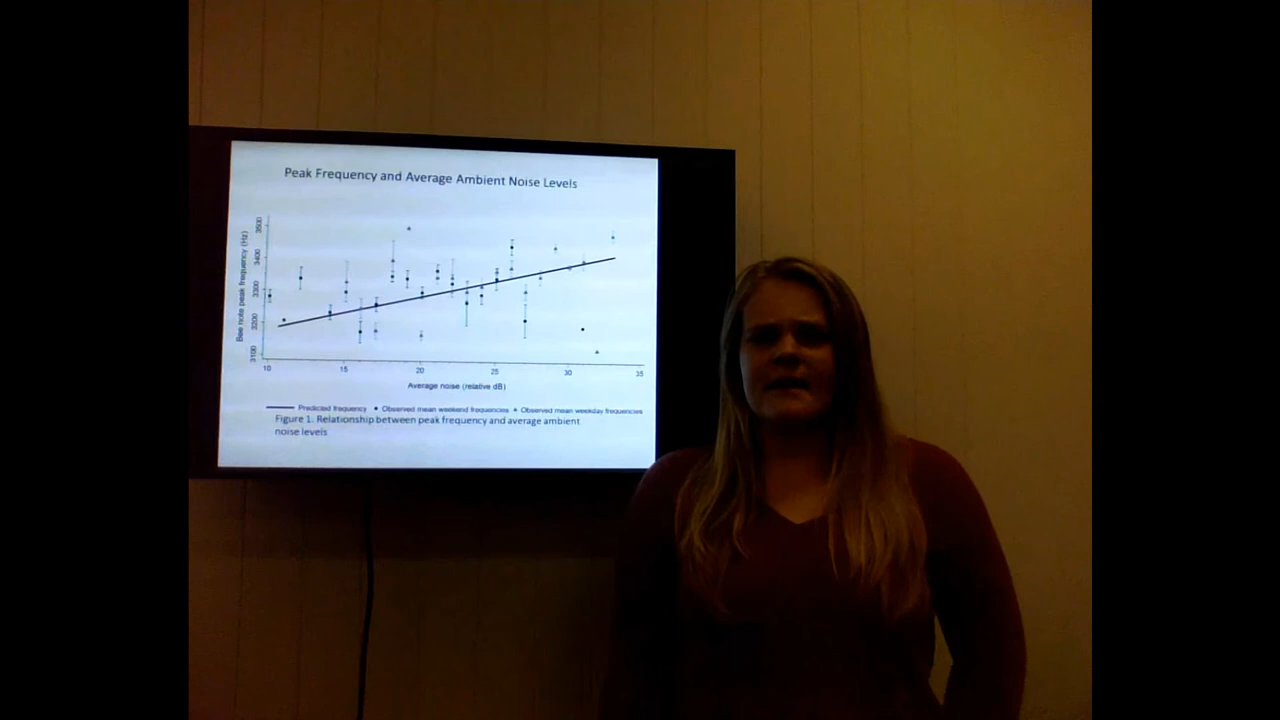 Peak Frequency and Average Ambient Noise Levels
Bee note peak frequency (Hz)
3500
3400
3300
3200
3100
10 15 20 25 30 35
Average noise (relative dB)
Predicted frequency • Observed mean weekend frequencies ▲ Observed mean weekday frequencies
Figure 1. Relationship between peak frequency and average ambient
noise levels